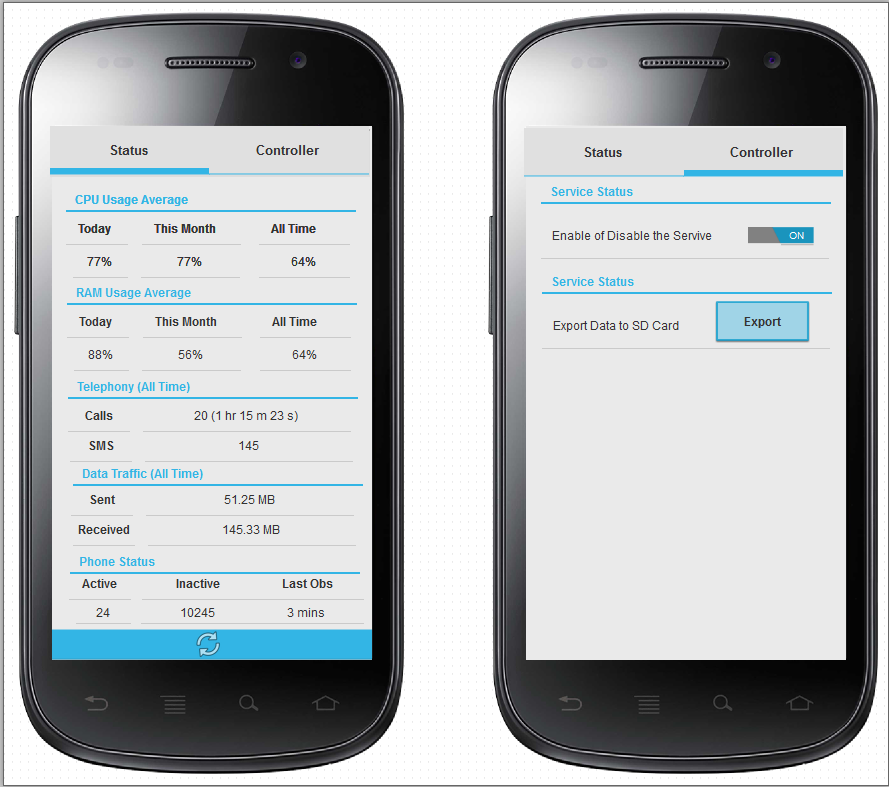 Status Controller
CPU Usage Average
Today This Month All Time
77% 77% 64%
RAM Usage Average
Today This Month All Time
88% 56% 64%
Telephony (All Time)
Calls 20 (1 hr 15 m 23 s)
SMS 145
Data Traffic (All Time)
Sent 51.25 MB
Received 145.33 MB
Phone Status
Active Inactive Last Obs
24 10245 3 mins
Status Controller
Service Status
Enable of Disable the Servive ON
Service Status
Export Data to SD Card Export